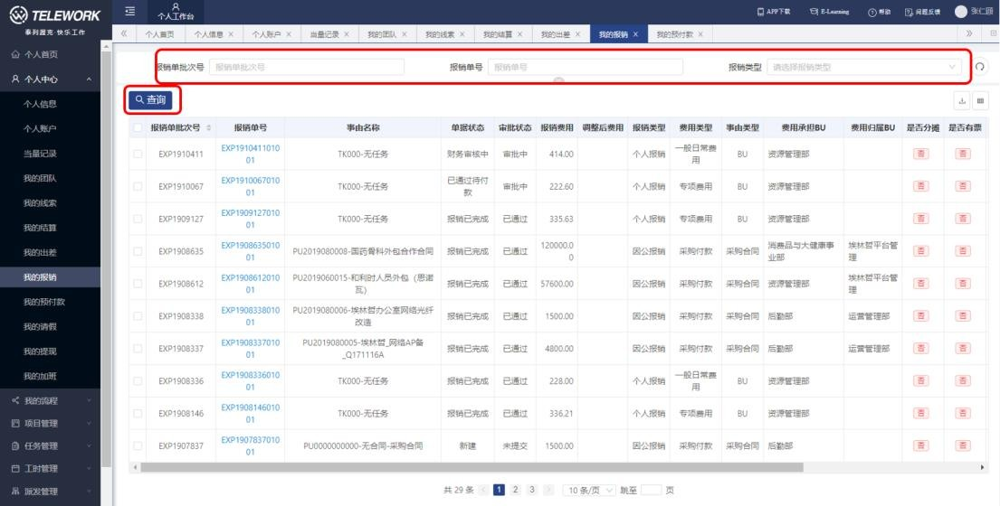 TELEWORK
泰列渥克·快乐工作
个人工作台
APP下载
E-Learning
帮助
问题反馈
张仁颐
个人首页
个人信息
个人账户
当量记录
我的团队
我的线索
我的结算
我的出差
我的报销
我的预付款
个人首页
个人中心
个人信息
个人账户
当量记录
我的团队
我的线索
我的结算
我的出差
我的报销
我的预付款
我的请假
我的提现
我的加班
我的流程
项目管理
任务管理
工时管理
派发管理
报销单批次号 报销单批次号
报销单号 报销单号
报销类型 请选择报销类型
查询
报销单批次号 报销单号 事由名称 单据状态 审批状态 报销费用 调整后费用 报销类型 费用类型 事由类型 费用承担BU 费用归属BU 是否分摊 是否有票
EXP1910411 EXP191041101001 TK000-无任务 财务审核中 审批中 414.00 个人报销 一般日常费用 BU 资源管理部 否 否
EXP1910067 EXP191006701001 TK000-无任务 已通过待付款 审批中 222.60 个人报销 专项费用 BU 资源管理部 否 否
EXP1909127 EXP190912701001 TK000-无任务 报销已完成 已通过 335.63 个人报销 专项费用 BU 资源管理部 否 否
EXP1908635 EXP190863501001 PU2019080008-国药骨科外包合作合同 报销已完成 已通过 120000.00 因公报销 采购付款 采购合同 消费品与大健康事业部 埃林哲平台管理 否 否
EXP1908612 EXP190861201001 PU2019060015-和利时人员外包（思诺瓦） 报销已完成 已通过 57600.00 因公报销 采购付款 采购合同 资源管理部 埃林哲平台管理 否 否
EXP1908338 EXP190833801001 PU2019080006-埃林哲办公室网络光纤改造 报销已完成 已通过 1500.00 因公报销 采购付款 采购合同 后勤部 运营管理部 否 否
EXP1908337 EXP190833701001 PU2019080005-埃林哲_网络AP备_Q171116A 报销已完成 已通过 4800.00 因公报销 采购付款 采购合同 后勤部 运营管理部 否 否
EXP1908336 EXP190833601001 TK000-无任务 报销已完成 已通过 228.00 个人报销 一般日常费用 BU 资源管理部 否 否
EXP1908146 EXP190814601001 TK000-无任务 报销已完成 已通过 336.21 个人报销 专项费用 BU 资源管理部 否 否
EXP1907837 EXP190783701001 PU0000000000-无合同-采购合同 新建 未提交 1500.00 因公报销 采购付款 采购合同 后勤部 否 否
共 29 条 1 2 3 10 条/页 跳至 页